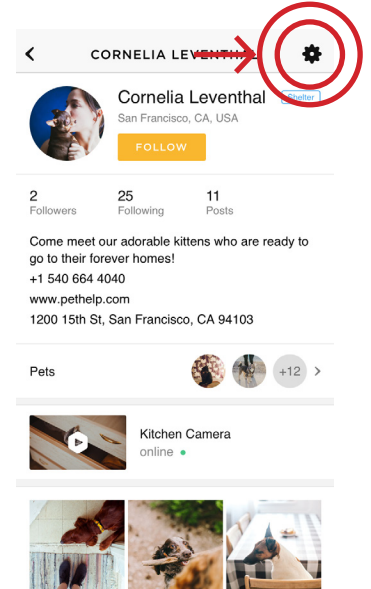 CORNELIA LEVENTHAL
Cornelia Leventhal
Shelter
San Francisco, CA, USA
FOLLOW
2
25
11
Followers
Following
Posts
Come meet our adorable kittens who are ready to
go to their forever homes!
+1 540 664 4040
www.pethelp.com
1200 15th St, San Francisco, CA 94103
Pets
+12
Kitchen Camera
online